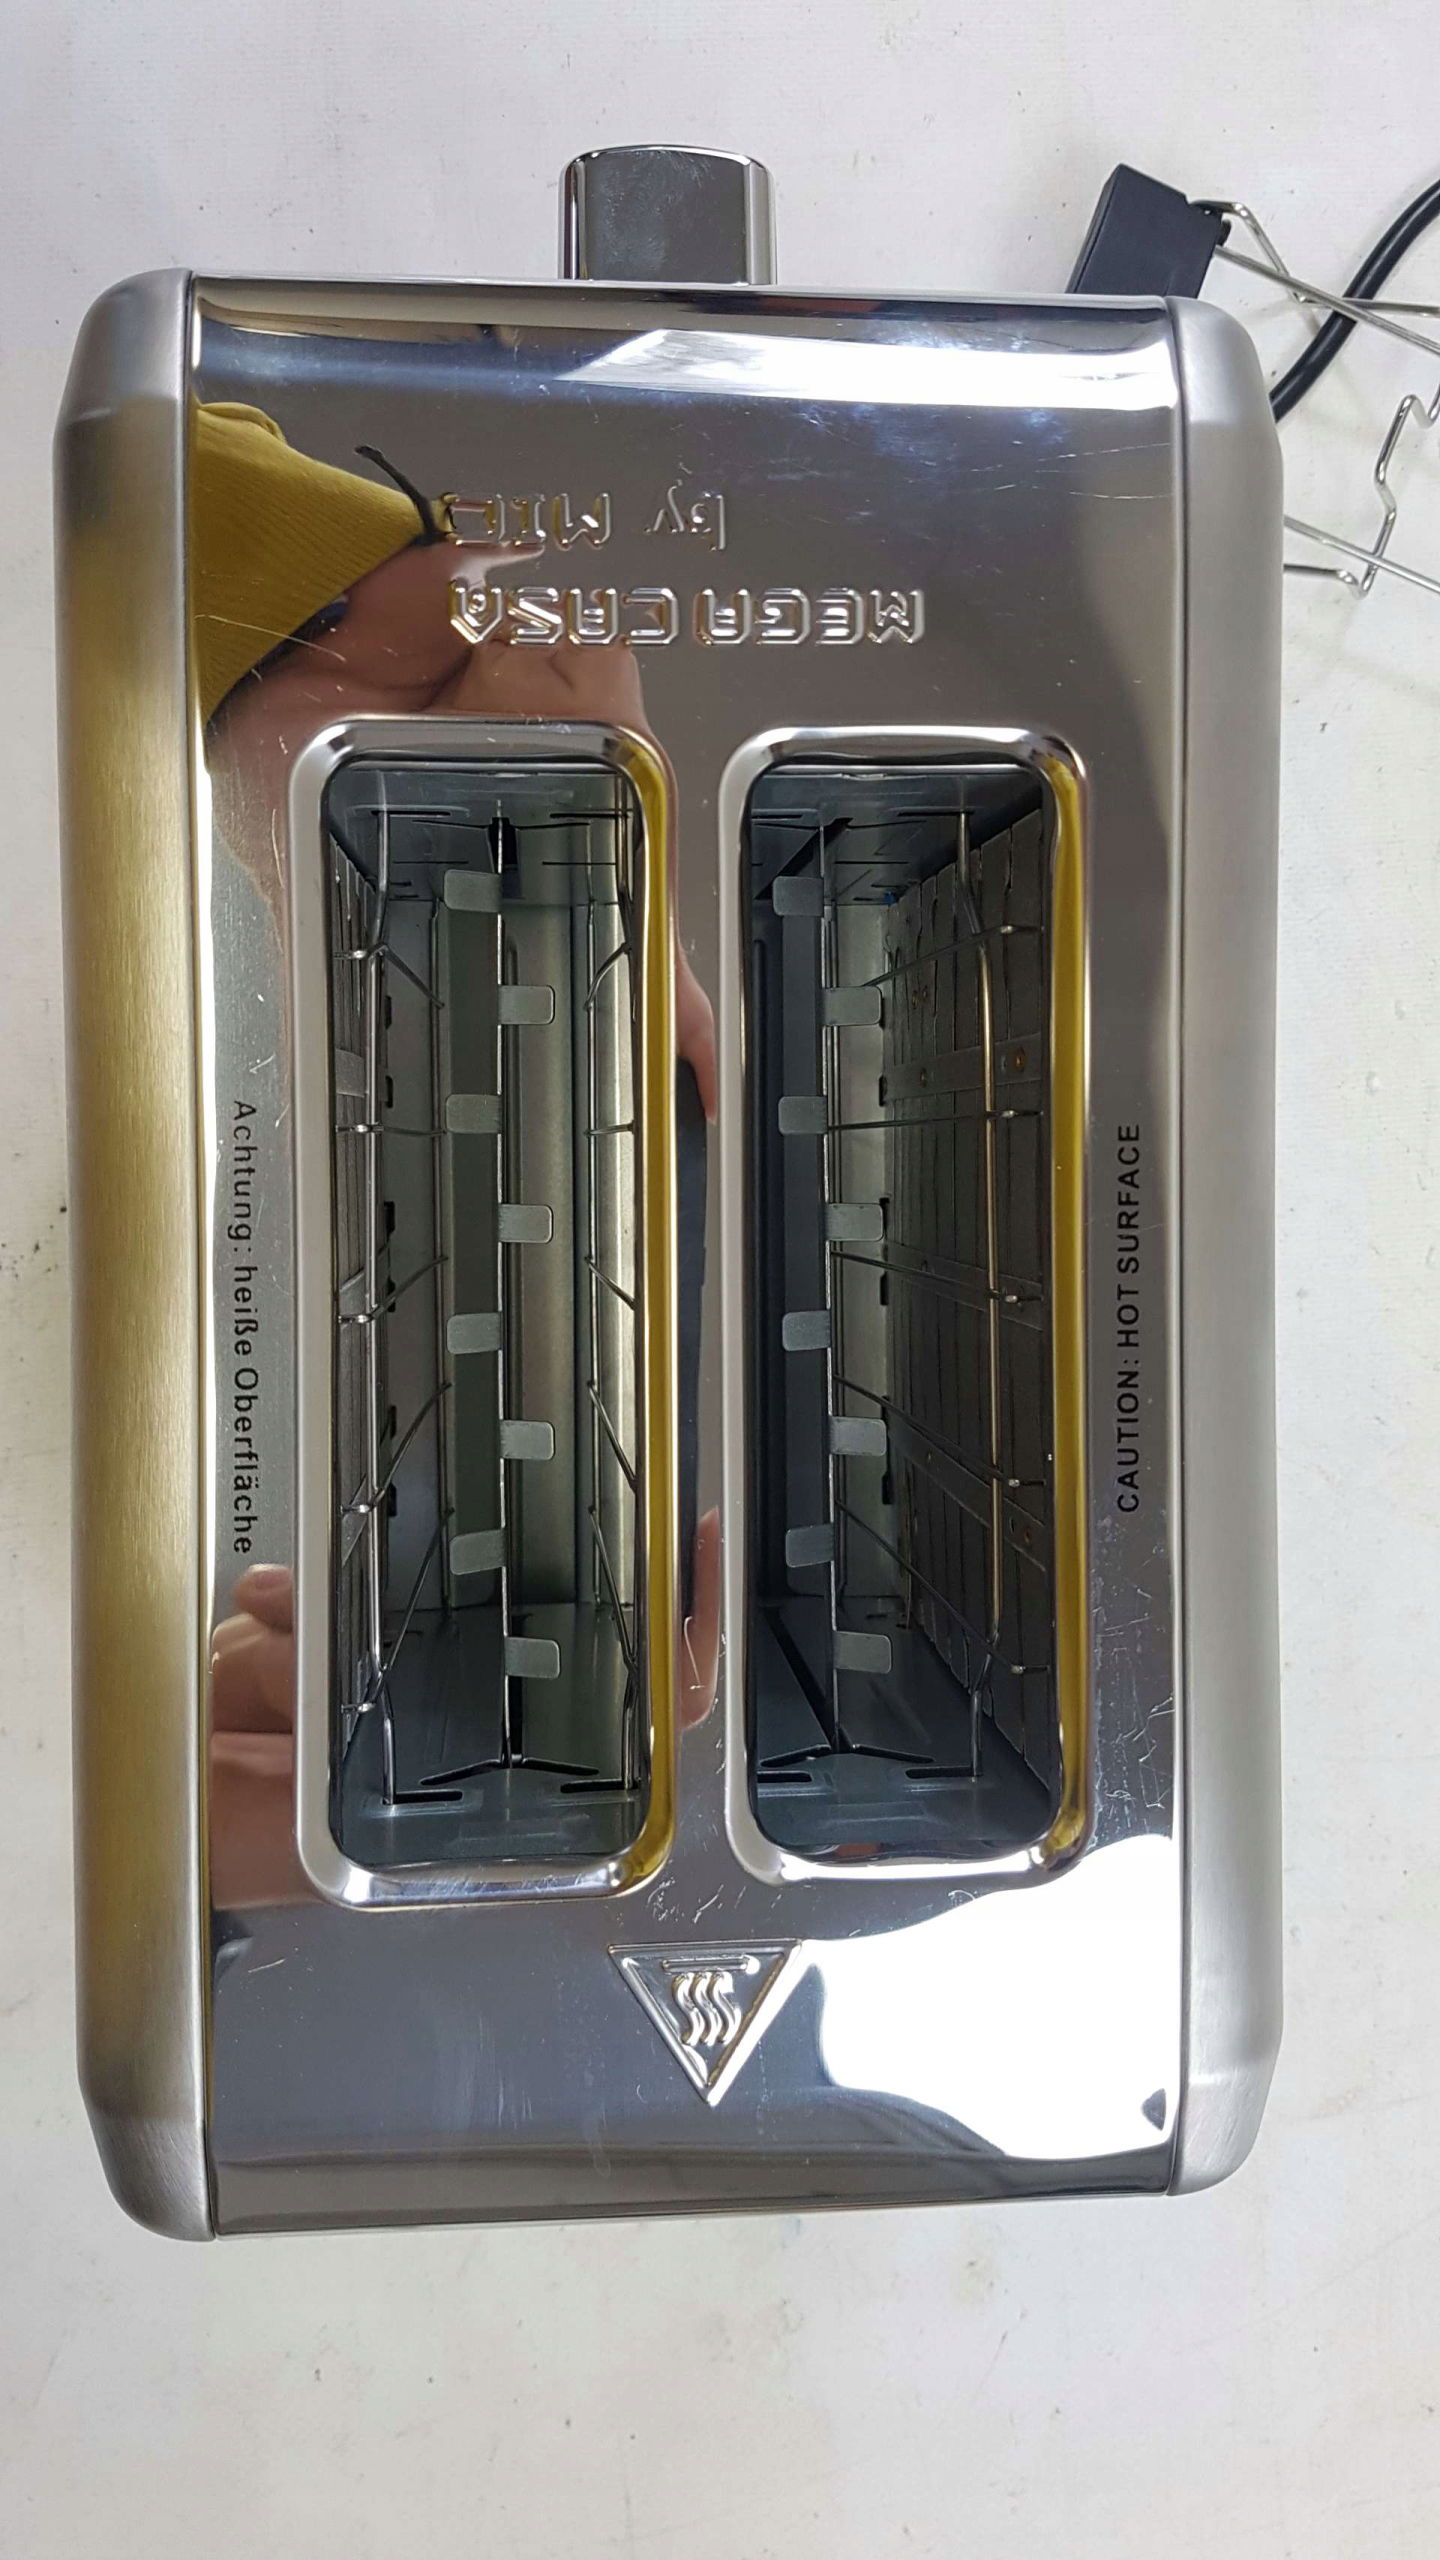 MEGA CASA
by MIO
Achtung: heiße Oberfläche
CAUTION: HOT SURFACE